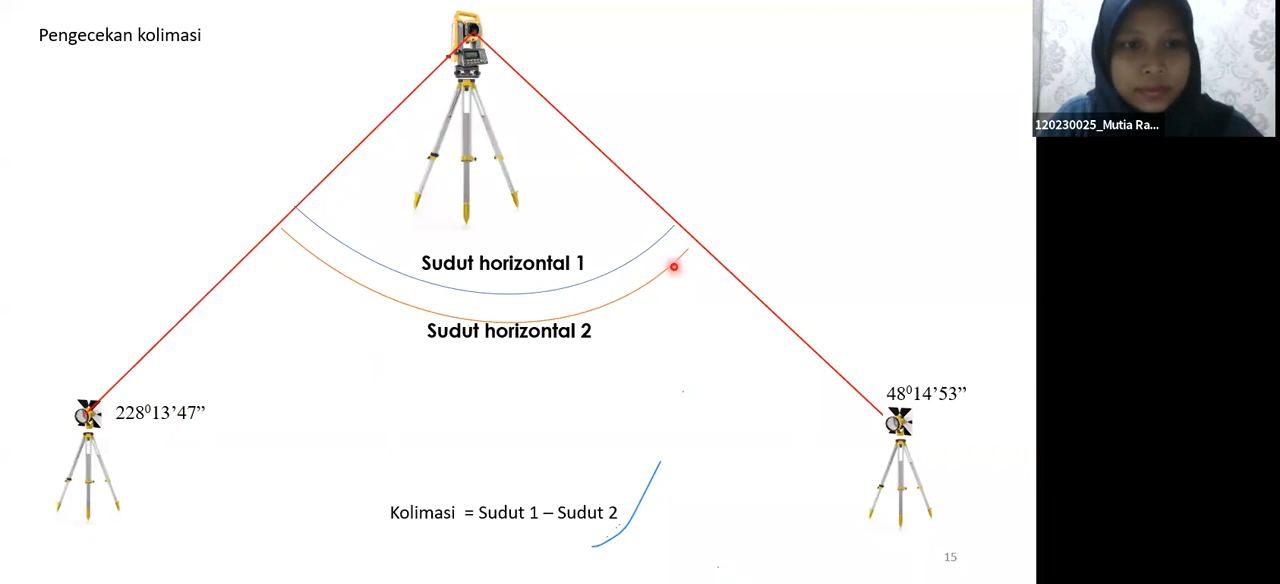 Pengecekan kolimasi
120230025_Mutia Ra...
Sudut horizontal 1
Sudut horizontal 2
228⁰13’47”
48⁰14’53”
Kolimasi = Sudut 1 – Sudut 2
15